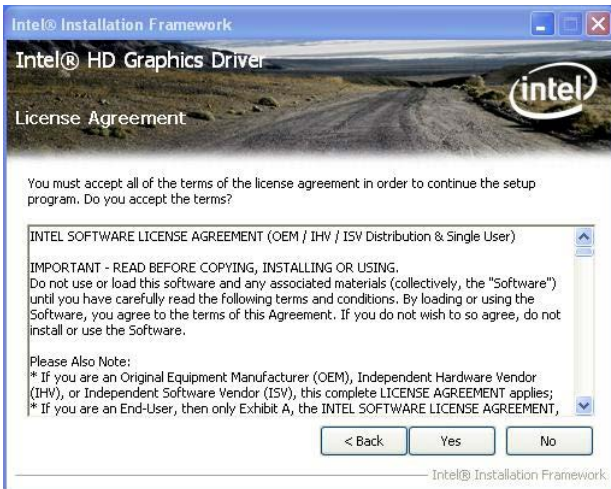 Intel® Installation Framework
Intel® HD Graphics Driver
intel
License Agreement
You must accept all of the terms of the license agreement in order to continue the setup
program. Do you accept the terms?
INTEL SOFTWARE LICENSE AGREEMENT (OEM / IHV / ISV Distribution & Single User)
IMPORTANT - READ BEFORE COPYING, INSTALLING OR USING.
Do not use or load this software and any associated materials (collectively, the "Software")
until you have carefully read the following terms and conditions. By loading or using the
Software, you agree to the terms of this Agreement. If you do not wish to so agree, do not
install or use the Software.
Please Also Note:
* If you are an Original Equipment Manufacturer (OEM), Independent Hardware Vendor
(IHV), or Independent Software Vendor (ISV), this complete LICENSE AGREEMENT applies;
* If you are an End-User, then only Exhibit A, the INTEL SOFTWARE LICENSE AGREEMENT,
< Back
Yes
No
Intel® Installation Framework